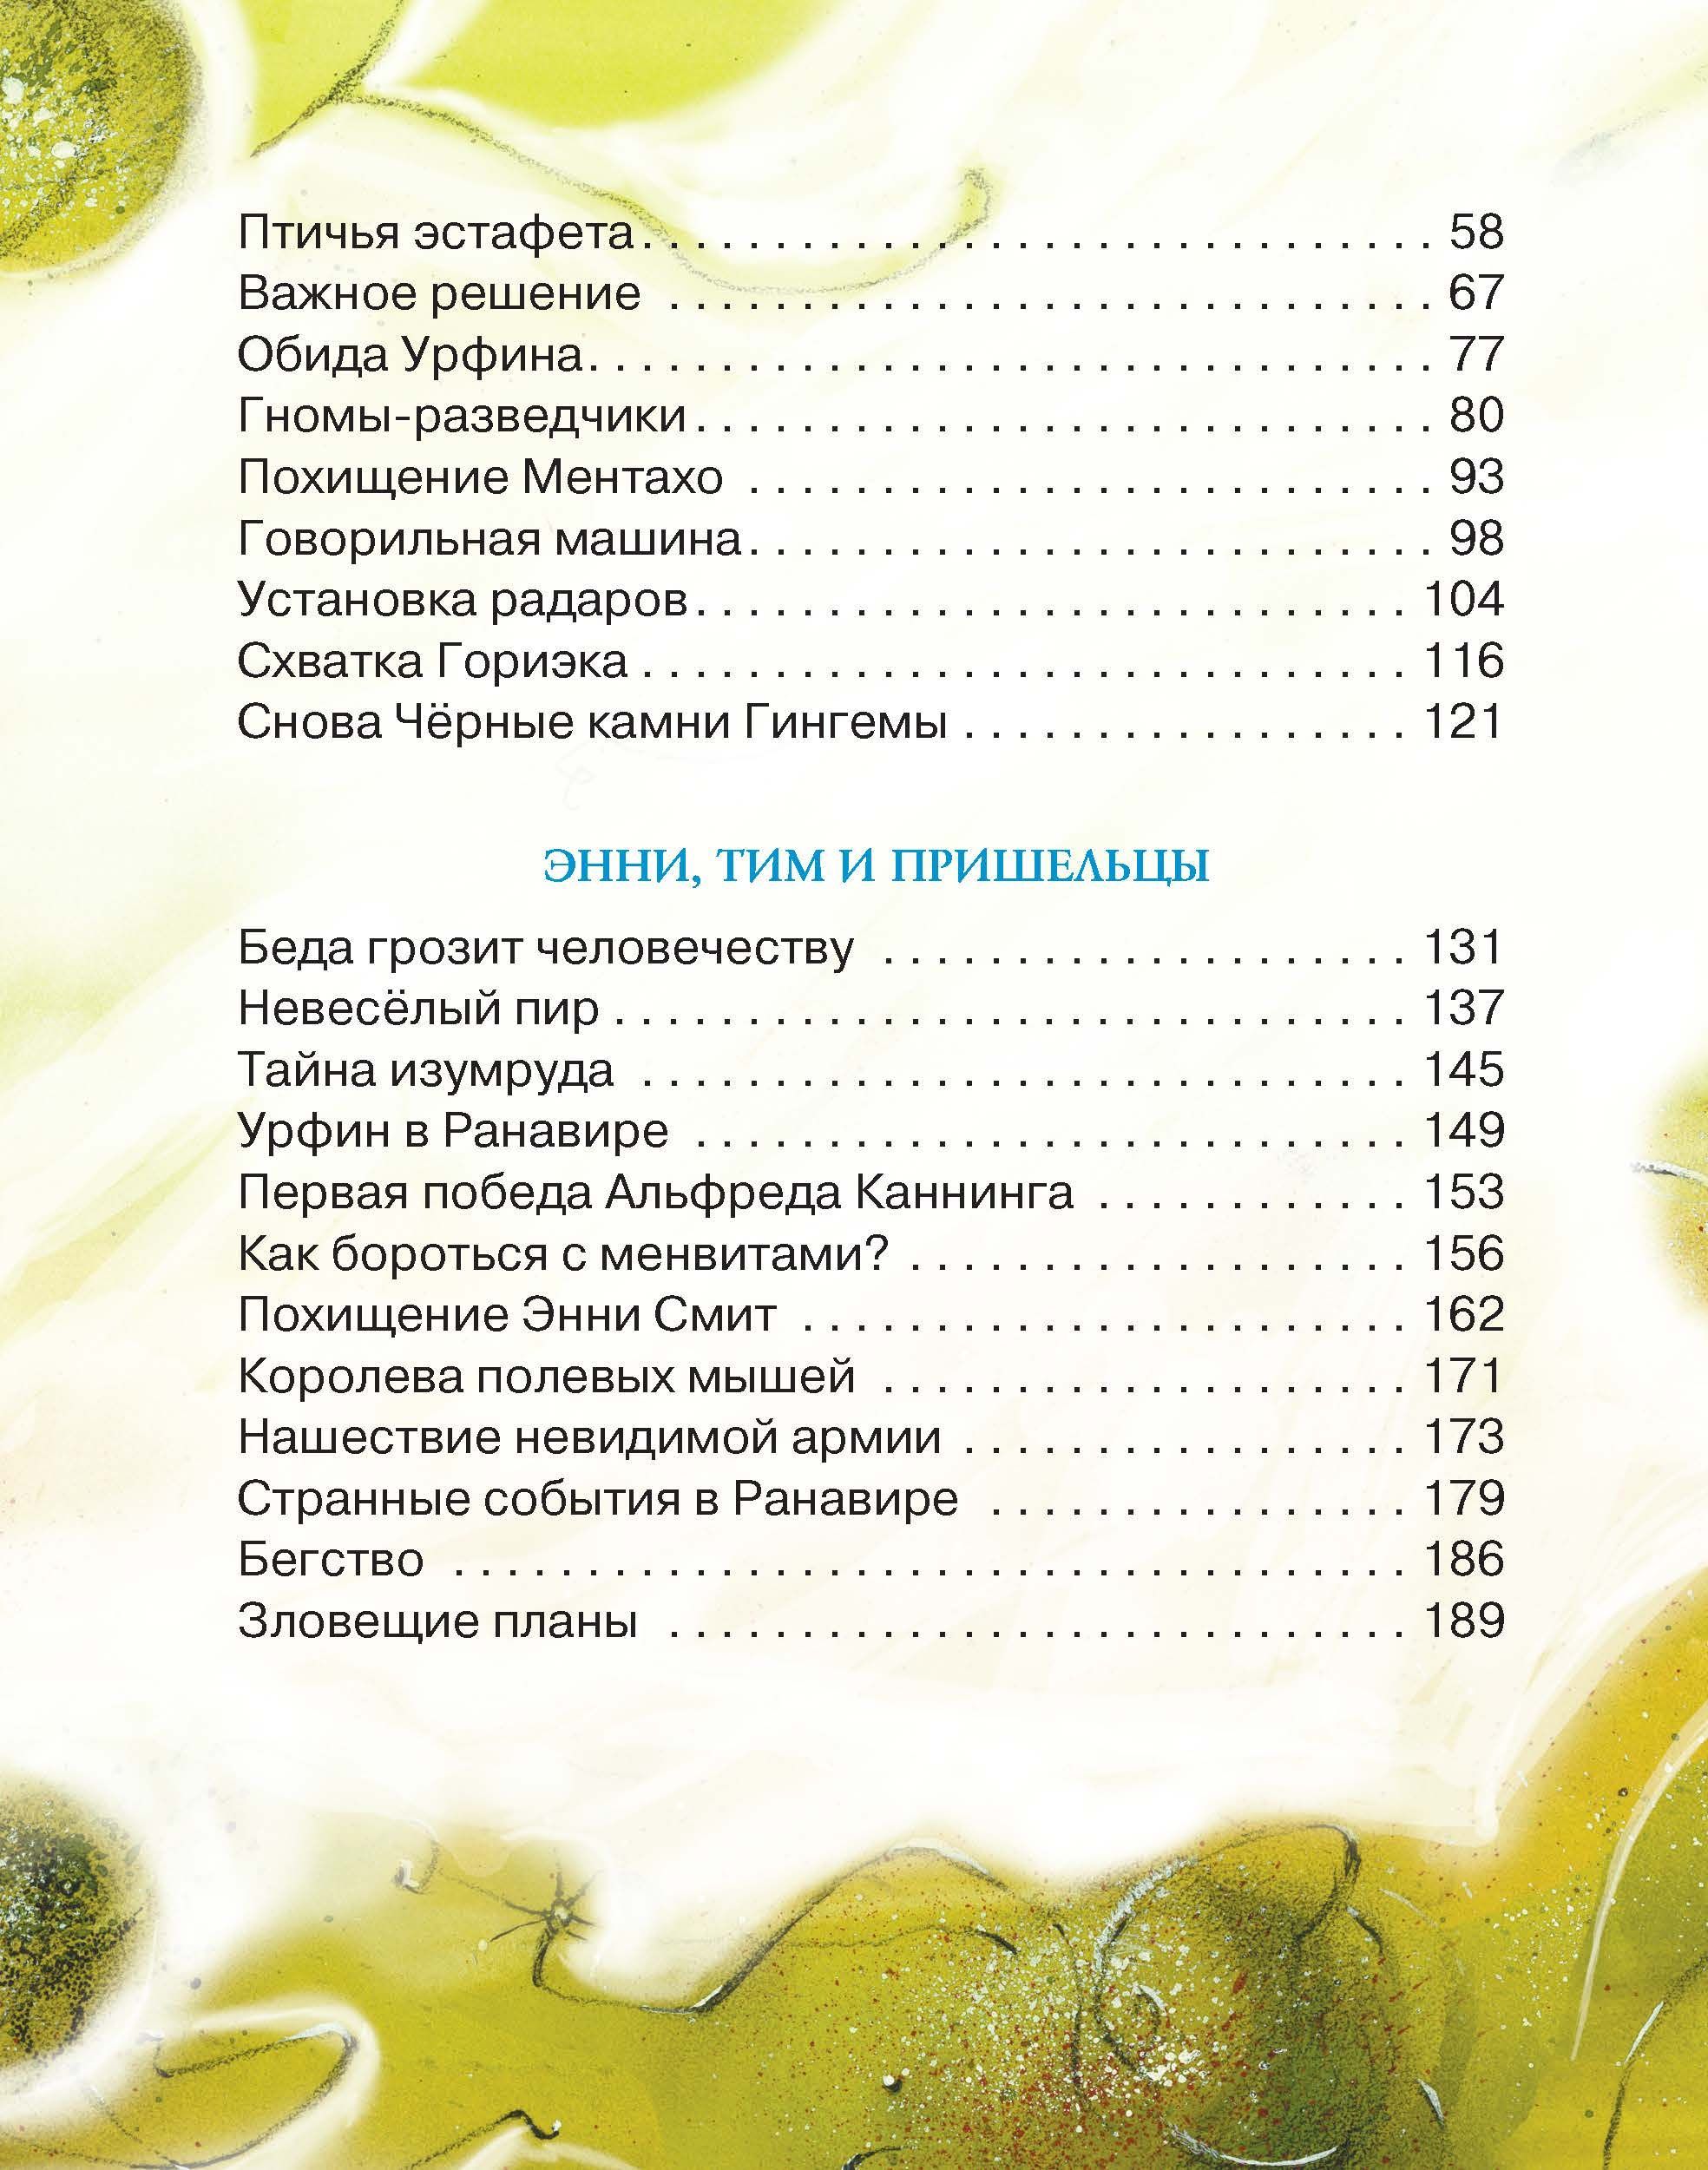 Птичья эстафета. . . . . . . . . . . . . . . . . . . . . . . . . . . . . . 58
Важное решение . . . . . . . . . . . . . . . . . . . . . . . . . . . . . 67
Обида Урфина. . . . . . . . . . . . . . . . . . . . . . . . . . . . . . . . 77
Гномы-разведчики. . . . . . . . . . . . . . . . . . . . . . . . . . . . 80
Похищение Ментахо . . . . . . . . . . . . . . . . . . . . . . . . . . 93
Говорильная машина. . . . . . . . . . . . . . . . . . . . . . . . . . 98
Установка радаров. . . . . . . . . . . . . . . . . . . . . . . . . . . 104
Схватка Гориэка . . . . . . . . . . . . . . . . . . . . . . . . . . . . . 116
Снова Чёрные камни Гингемы . . . . . . . . . . . . . . . . . 121
ЭННИ, ТИМ И ПРИШЕЛЬЦЫ
Беда грозит человечеству . . . . . . . . . . . . . . . . . . . . 131
Невесёлый пир . . . . . . . . . . . . . . . . . . . . . . . . . . . . . . 137
Тайна изумруда . . . . . . . . . . . . . . . . . . . . . . . . . . . . . 145
Урфин в Ранавире . . . . . . . . . . . . . . . . . . . . . . . . . . . 149
Первая победа Альфреда Каннинга . . . . . . . . . . . . 153
Как бороться с менвитами? . . . . . . . . . . . . . . . . . . . 156
Похищение Энни Смит . . . . . . . . . . . . . . . . . . . . . . . 162
Королева полевых мышей . . . . . . . . . . . . . . . . . . . . 171
Нашествие невидимой армии . . . . . . . . . . . . . . . . . 173
Странные события в Ранавире . . . . . . . . . . . . . . . . 179
Бегство . . . . . . . . . . . . . . . . . . . . . . . . . . . . . . . . . . . . 186
Зловещие планы . . . . . . . . . . . . . . . . . . . . . . . . . . . . 189